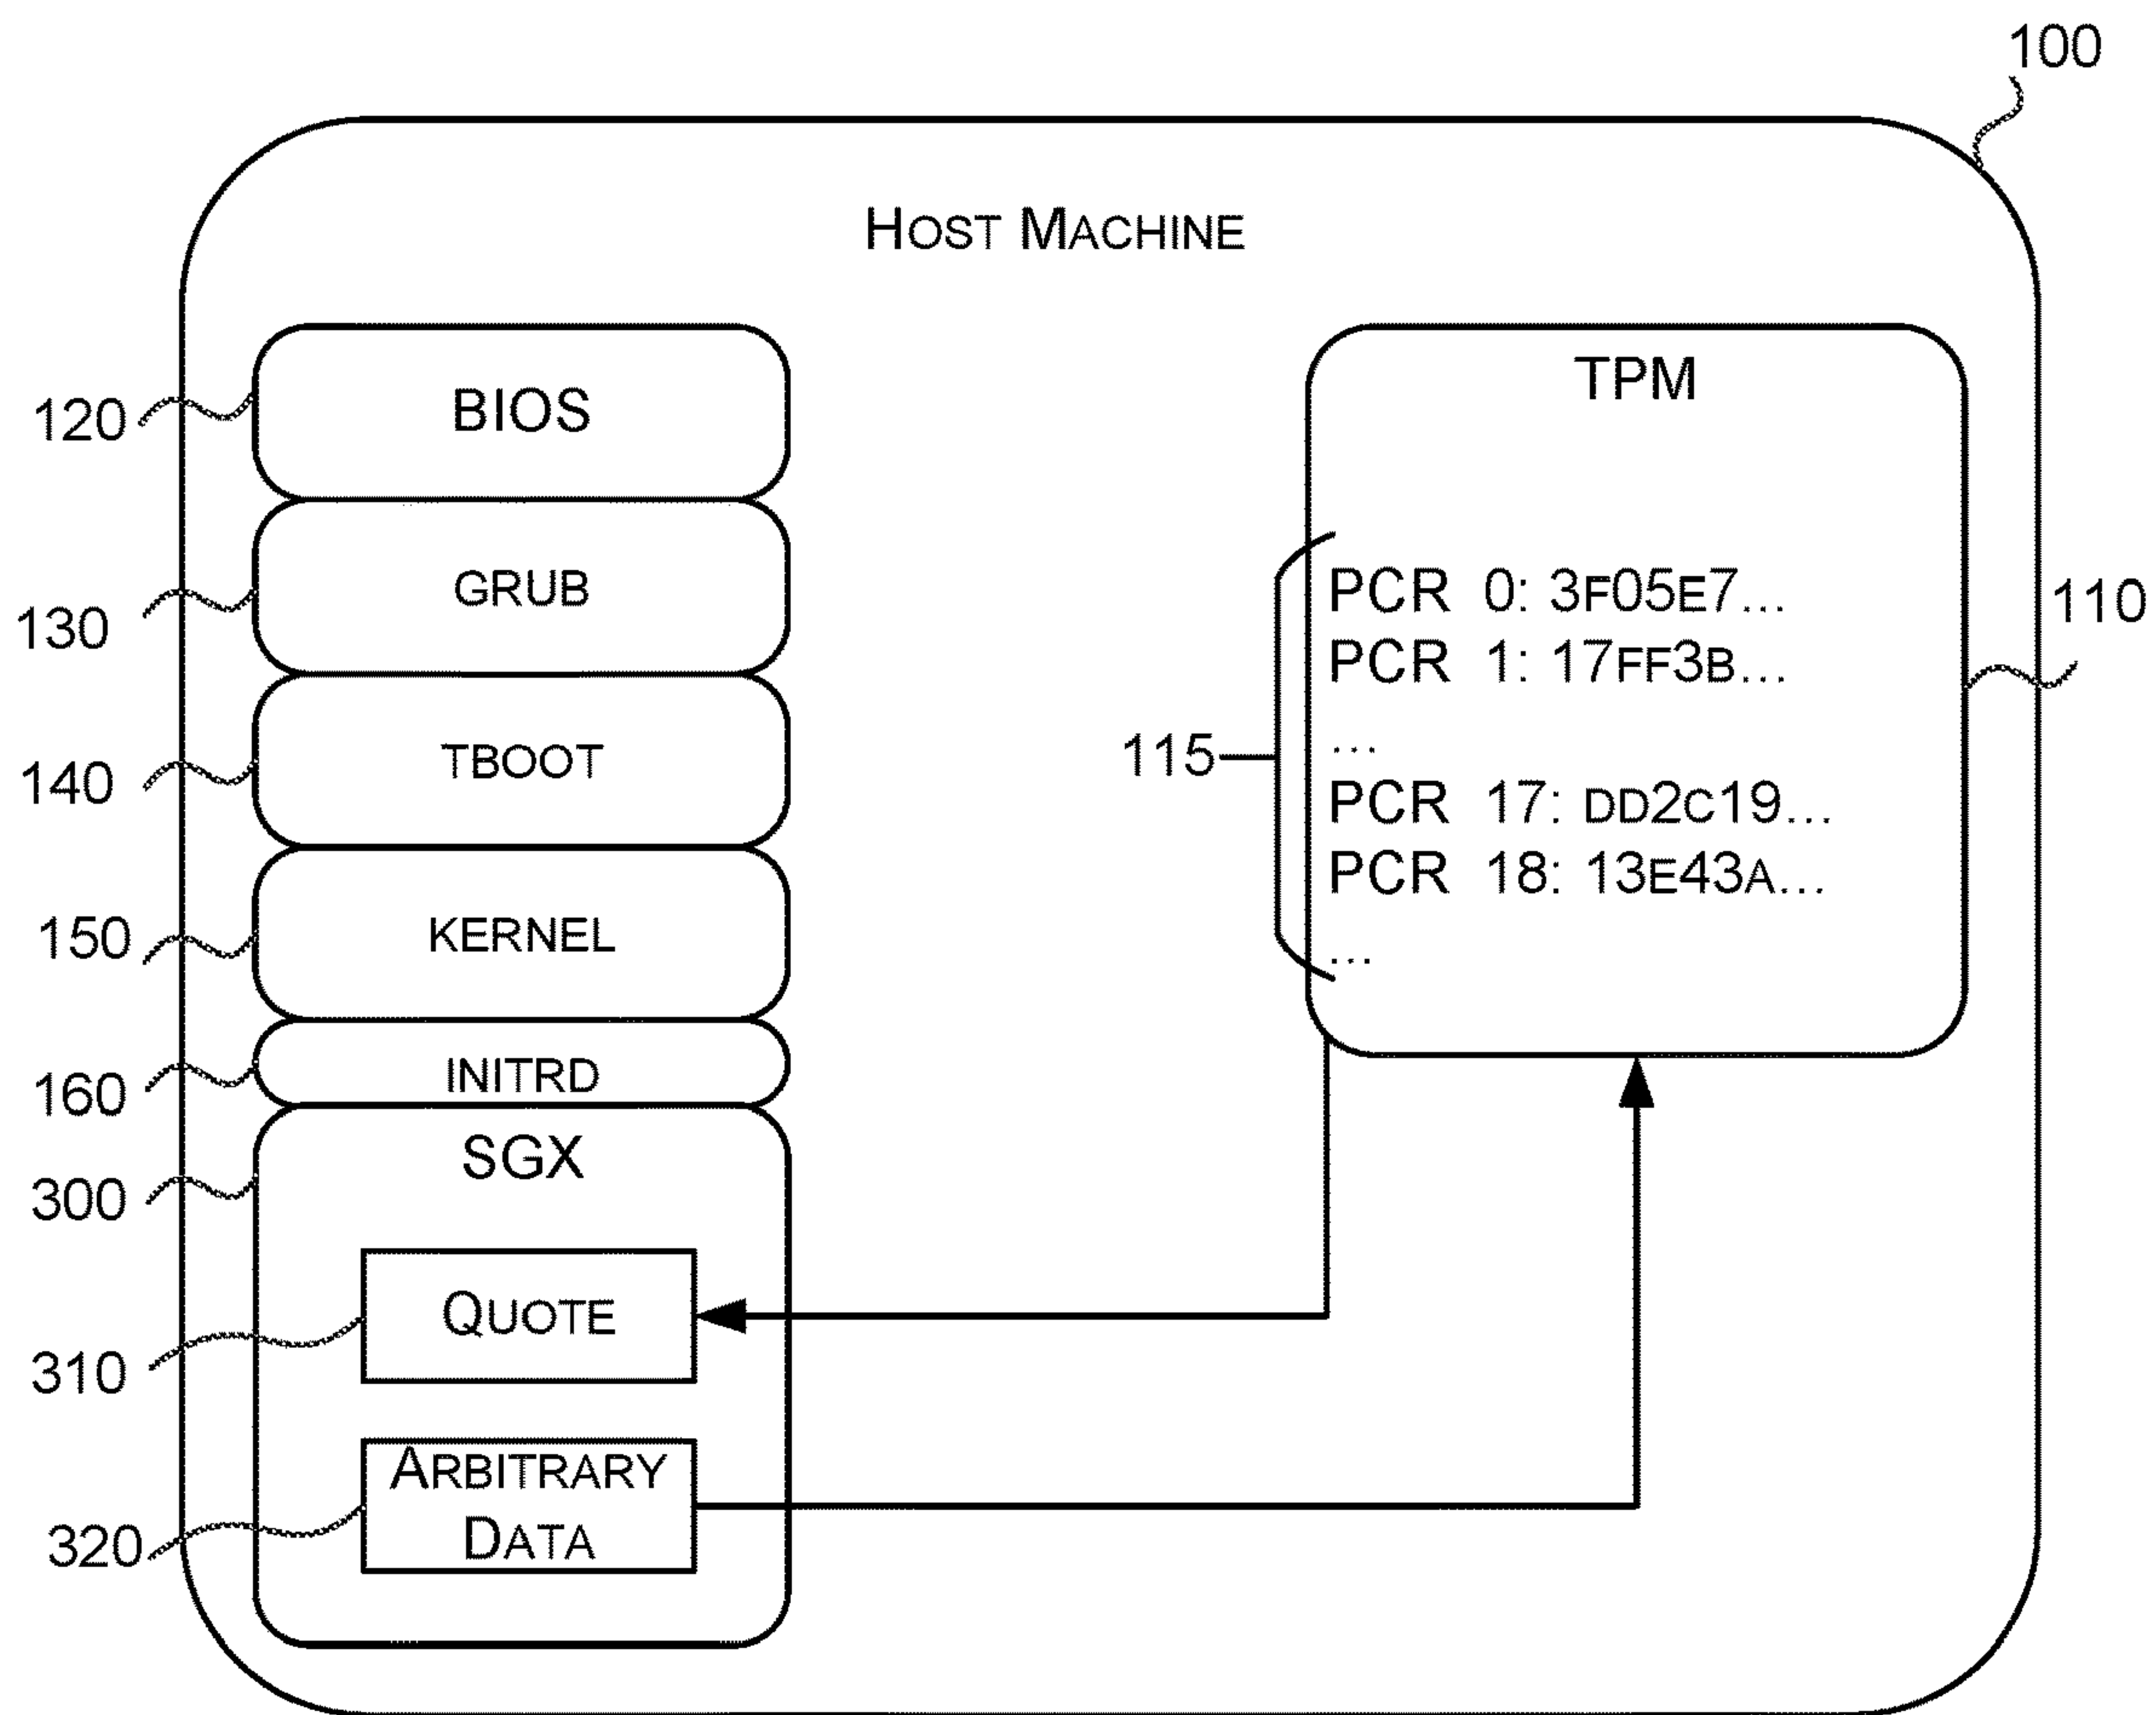 100
HOST MACHINE
120
BIOS
130
GRUB
140
TBOOT
150
KERNEL
160
INITRD
300
SGX
310
QUOTE
320
ARBITRARY
DATA
TPM
110
115
PCR 0: 3F05E7...
PCR 1: 17FF3B...
...
PCR 17: DD2C19...
PCR 18: 13E43A...
...